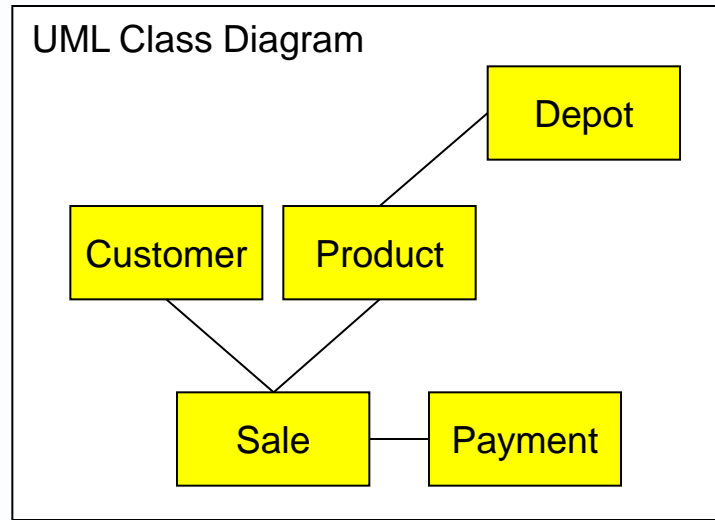 UML Class Diagram
Depot
Customer
Product
Sale
Payment